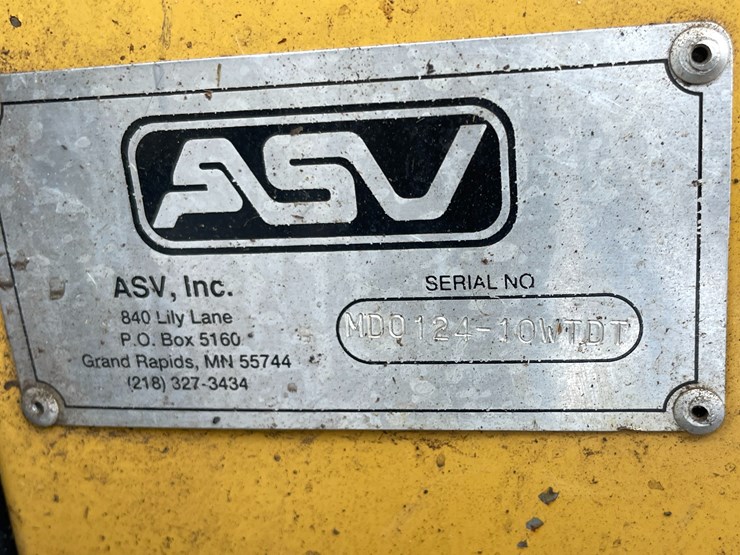 ASV
ASV, Inc.
840 Lily Lane
P.O. Box 5160
Grand Rapids, MN 55744
(218) 327-3434
SERIAL NO
MD0124-10WTDT